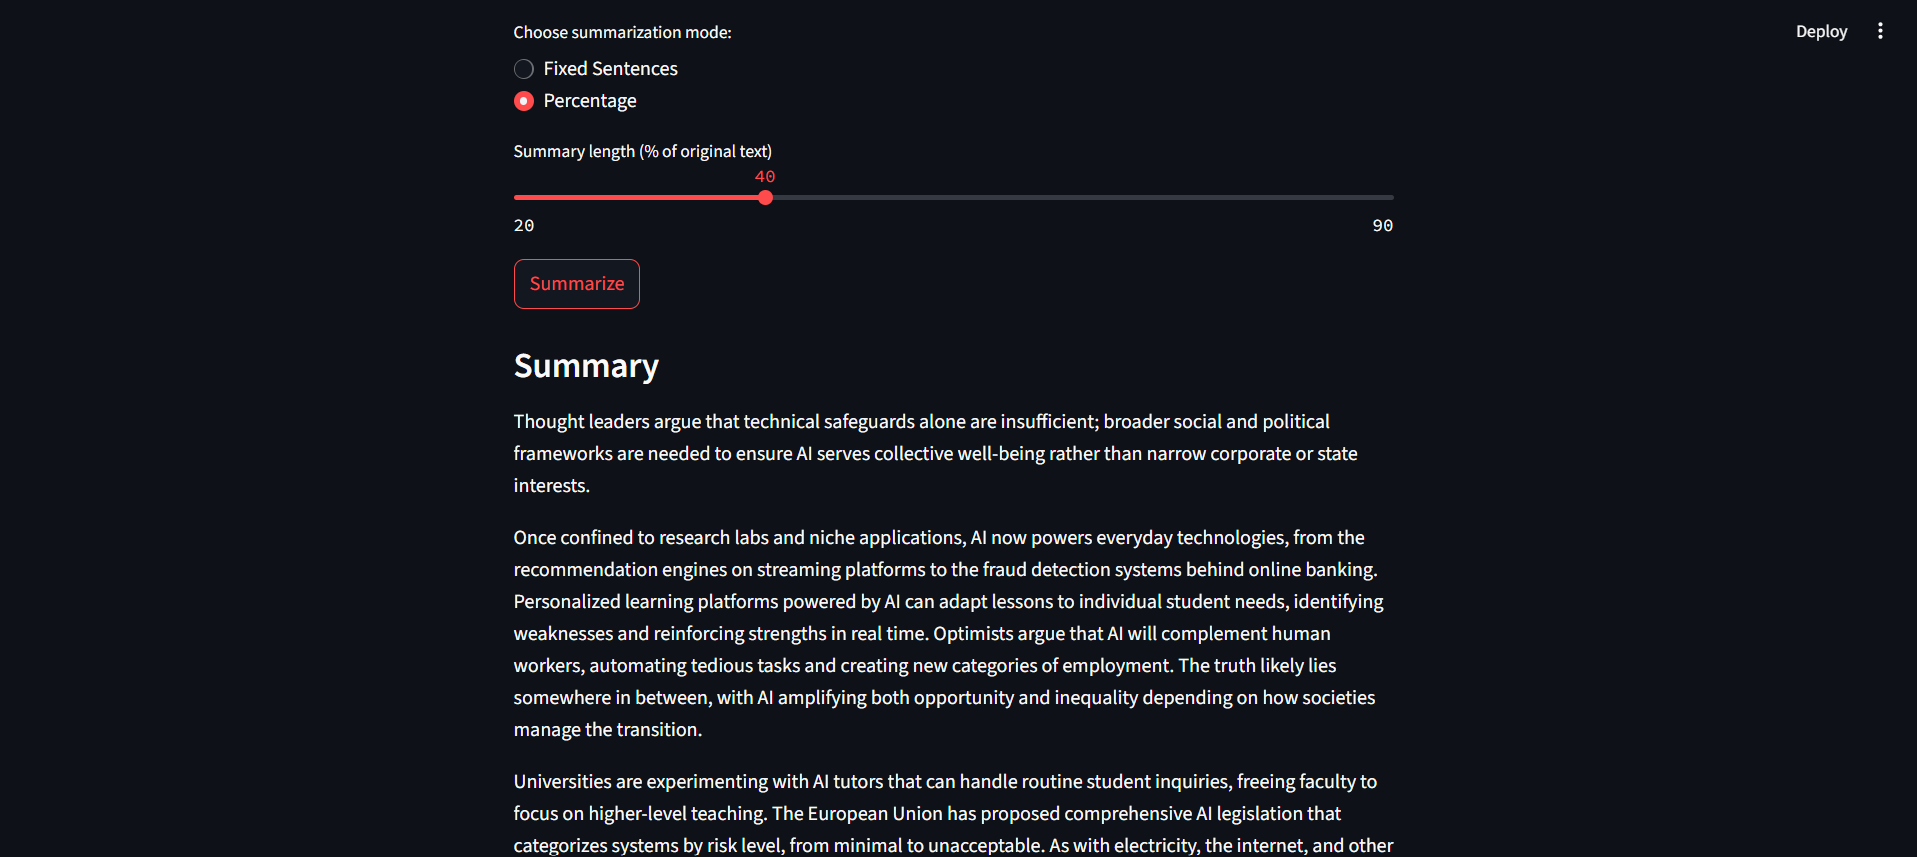 Deploy
Choose summarization mode:
Fixed Sentences
Percentage
Summary length (% of original text)
40
20
90
Summarize
Summary
Thought leaders argue that technical safeguards alone are insufficient; broader social and political
frameworks are needed to ensure AI serves collective well-being rather than narrow corporate or state
interests.
Once confined to research labs and niche applications, AI now powers everyday technologies, from the
recommendation engines on streaming platforms to the fraud detection systems behind online banking.
Personalized learning platforms powered by AI can adapt lessons to individual student needs, identifying
weaknesses and reinforcing strengths in real time. Optimists argue that AI will complement human
workers, automating tedious tasks and creating new categories of employment. The truth likely lies
somewhere in between, with AI amplifying both opportunity and inequality depending on how societies
manage the transition.
Universities are experimenting with AI tutors that can handle routine student inquiries, freeing faculty to
focus on higher-level teaching. The European Union has proposed comprehensive AI legislation that
categorizes systems by risk level, from minimal to unacceptable. As with electricity, the internet, and other